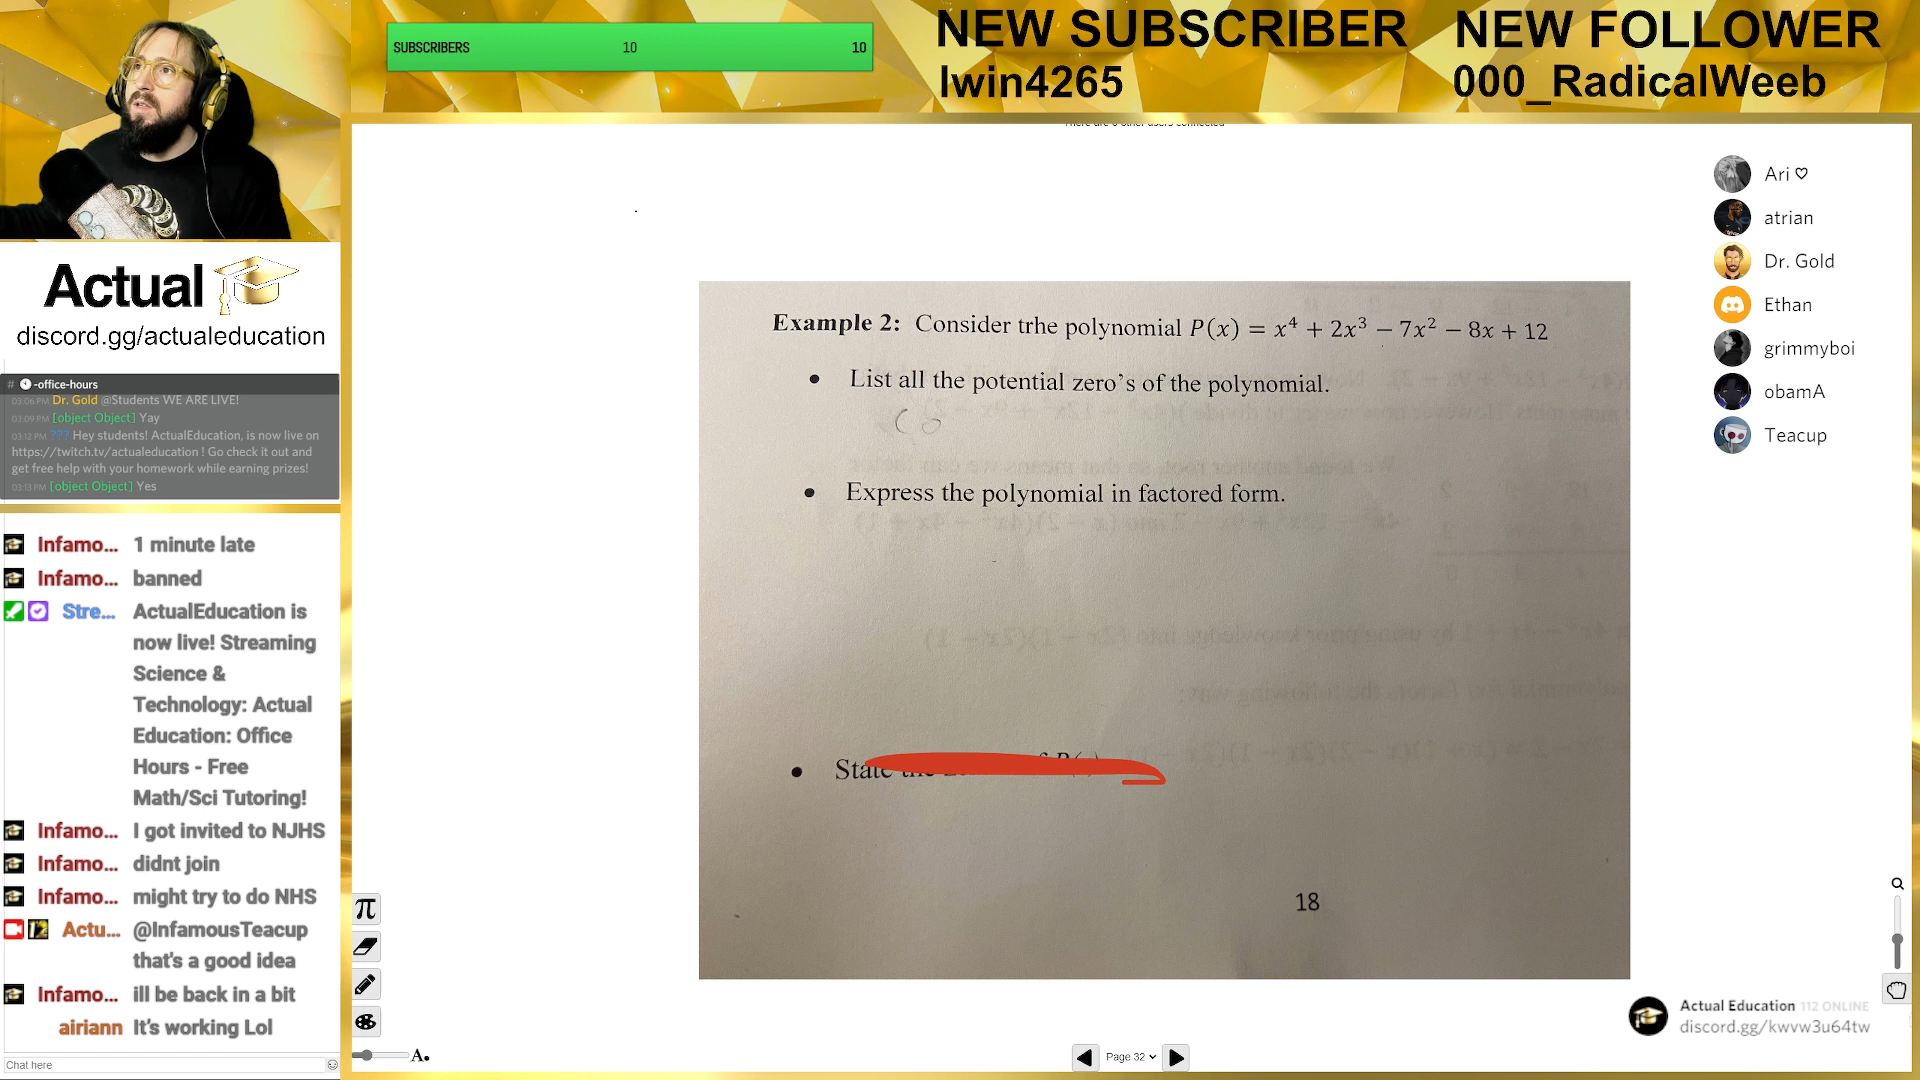 SUBSCRIBERS 10 10
NEW SUBSCRIBER
lwin4265
NEW FOLLOWER
000_RadicalWeeb
Actual
discord.gg/actualeducation
# -office-hours
03:06 PM Dr. Gold @Students WE ARE LIVE!
03:09 PM [object Object] Yay
03:12 PM ??? Hey students! ActualEducation, is now live on
https://twitch.tv/actualeducation ! Go check it out and
get free help with your homework while earning prizes!
03:13 PM [object Object] Yes
Infamo... 1 minute late
Infamo... banned
Stre... ActualEducation is
now live! Streaming
Science &
Technology: Actual
Education: Office
Hours - Free
Math/Sci Tutoring!
Infamo... I got invited to NJHS
Infamo... didnt join
Infamo... might try to do NHS
Actu... @InfamousTeacup
that's a good idea
Infamo... ill be back in a bit
airiann It's working Lol
Chat here
Example 2: Consider trhe polynomial P(x) = x⁴ + 2x³ − 7x² − 8x + 12
• List all the potential zero's of the polynomial.
• Express the polynomial in factored form.
• State the
18
Ari ♡
atrian
Dr. Gold
Ethan
grimmyboi
obamA
Teacup
π
A.
Page 32
Actual Education 112 ONLINE
discord.gg/kwvw3u64tw